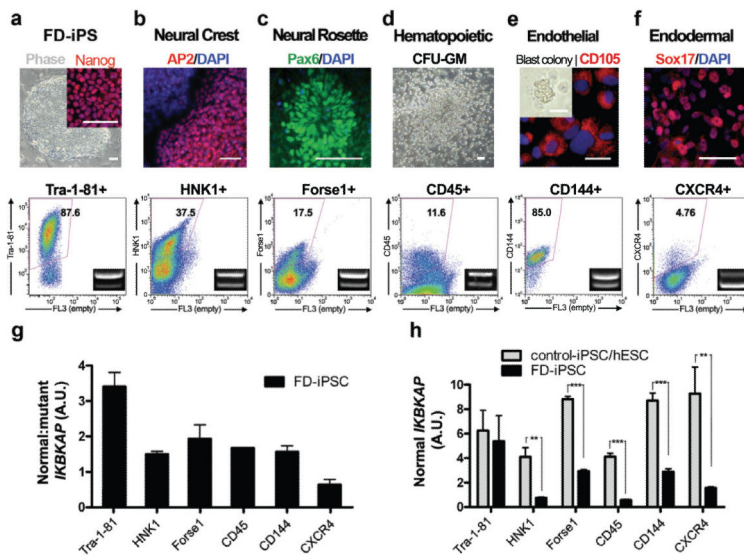 a b c d e f
FD-iPS Neural Crest Neural Rosette Hematopoietic Endothelial Endodermal
Phase Nanog AP2/DAPI Pax6/DAPI CFU-GM Blast colony | CD105 Sox17/DAPI
Tra-1-81+ HNK1+ Forse1+ CD45+ CD144+ CXCR4+
87.6 37.5 17.5 11.6 85.0 4.76
Tra-1-81 HNK1 Forse1 CD45 CD144 CXCR4
FL3 (empty) FL3 (empty) FL3 (empty) FL3 (empty) FL3 (empty) FL3 (empty)
g
Normal:mutant
IKBKAP (A.U.)
4
3
2
1
0
FD-iPSC
Tra-1-81 HNK1 Forse1 CD45 CD144 CXCR4
h
Normal IKBKAP
(A.U.)
10
8
6
4
2
0
control-iPSC/hESC
FD-iPSC
** *** *** *** **
Tra-1-81 HNK1 Forse1 CD45 CD144 CXCR4